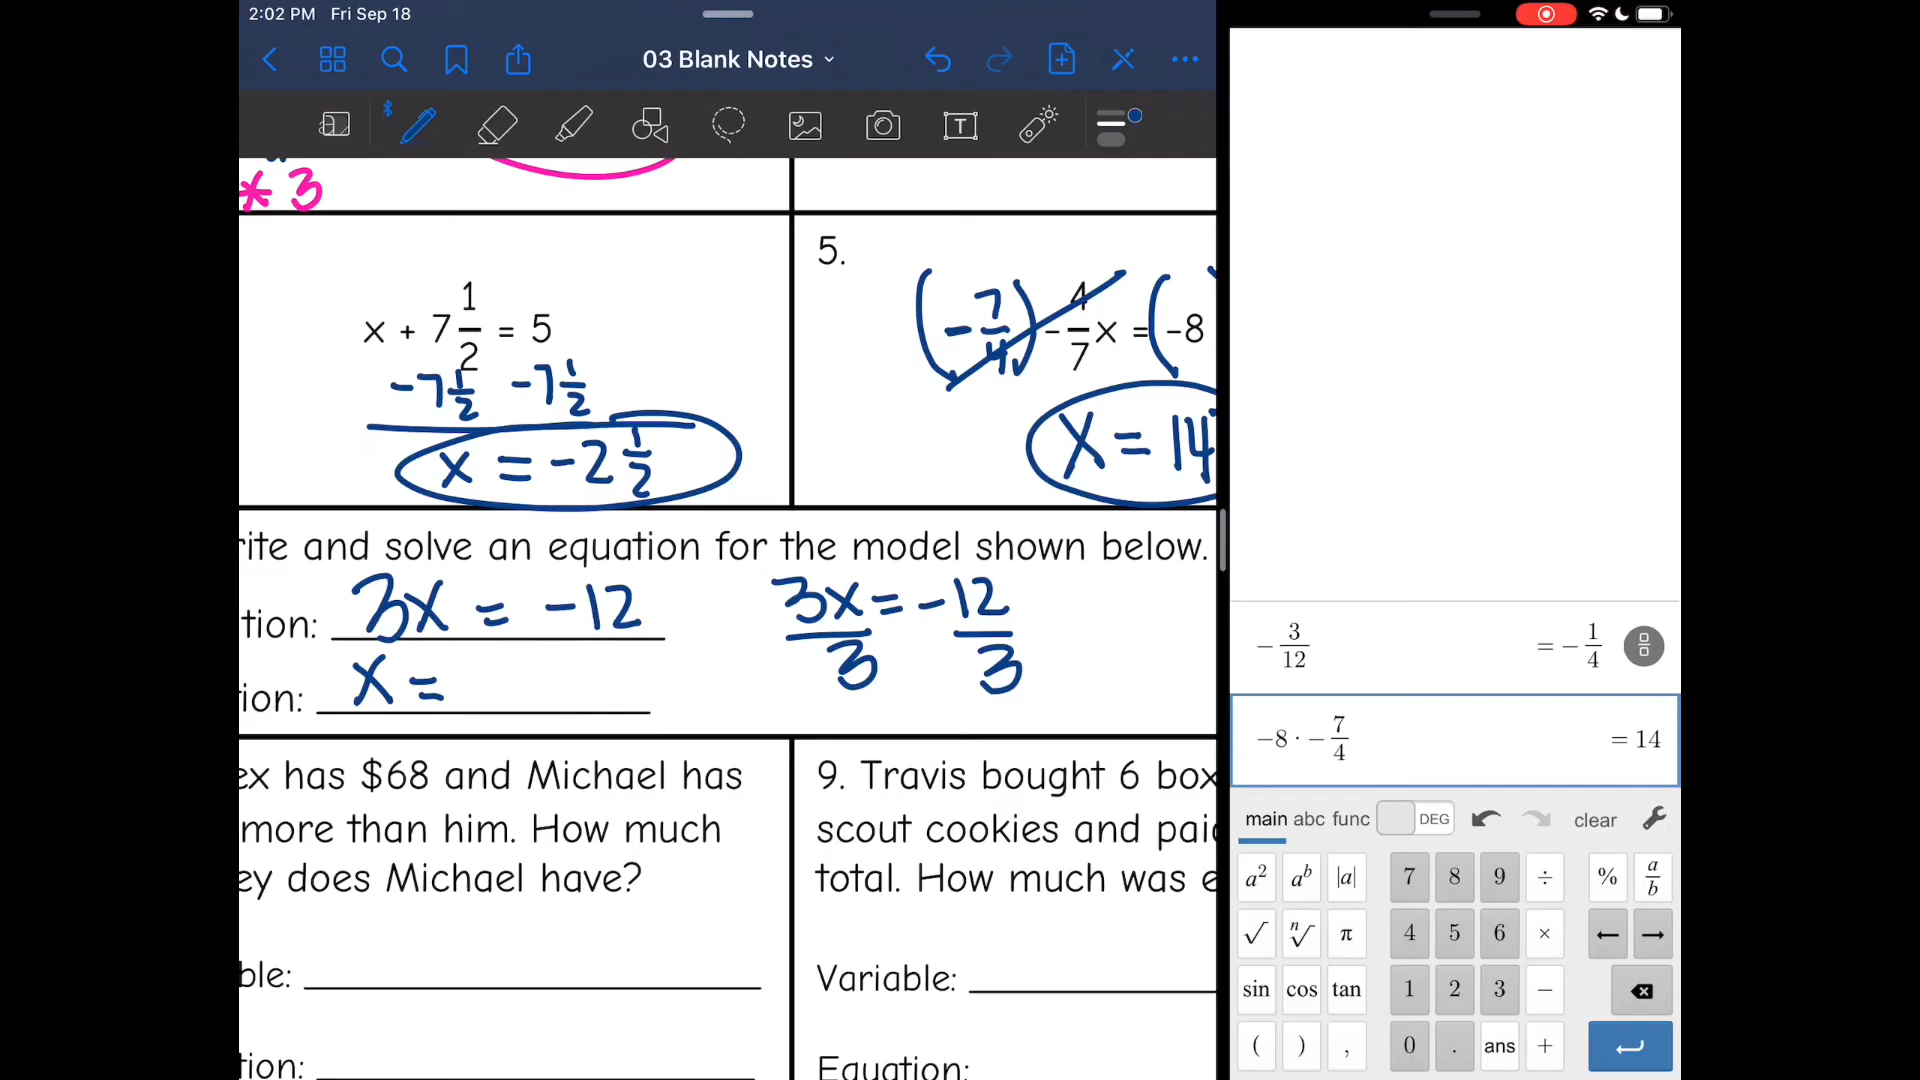 2:02 PM Fri Sep 18
03 Blank Notes
* 3
x + 7 1/2 = 5
-7 1/2 -7 1/2
x = -2 1/2
5.
(-7/4) -4/7 x = (-8
x = 14
rite and solve an equation for the model shown below.
tion: 3x = -12
3x = -12
3 3
ion: x =
ex has $68 and Michael has
more than him. How much
ey does Michael have?
ble:
tion:
9. Travis bought 6 box
scout cookies and paid
total. How much was e
Variable:
Equation:
-3/12 = -1/4
-8 · -7/4 = 14
main abc func DEG clear
a² aᵇ |a| 7 8 9 ÷ % a/b
√ ⁿ√ π 4 5 6 × ← →
sin cos tan 1 2 3 −
( ) , 0 . ans +